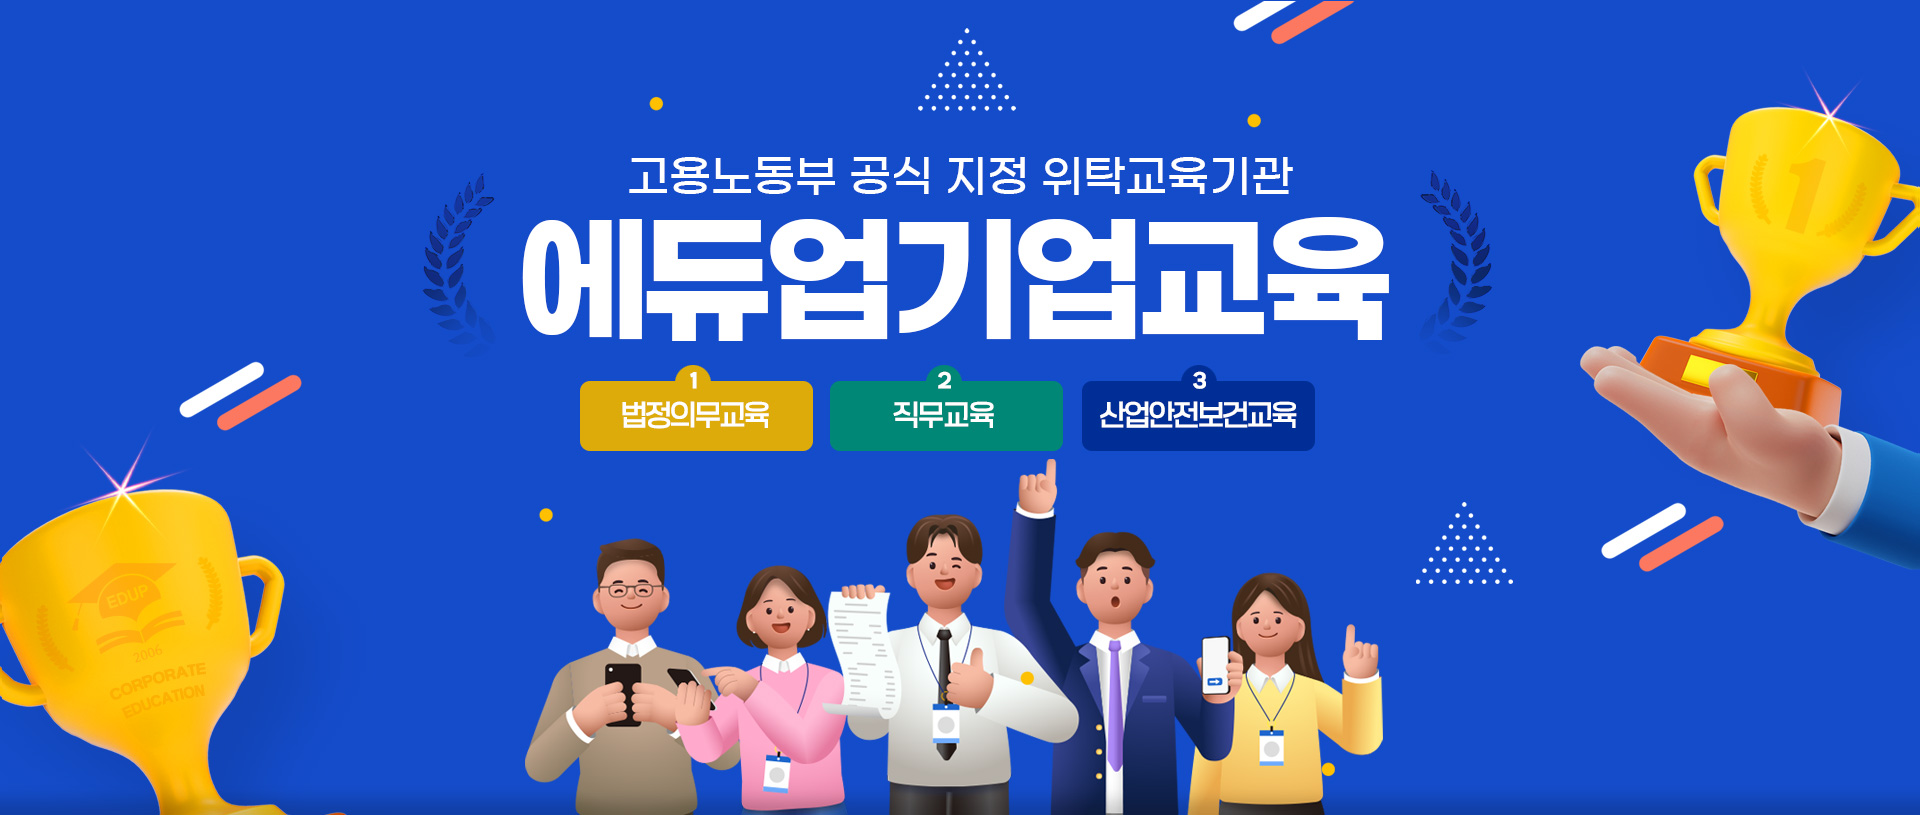 고용노동부 공식 지정 위탁교육기관
에듀업기업교육
1
법정의무교육
2
직무교육
3
산업안전보건교육
1
EDUP
2006
CORPORATE
EDUCATION